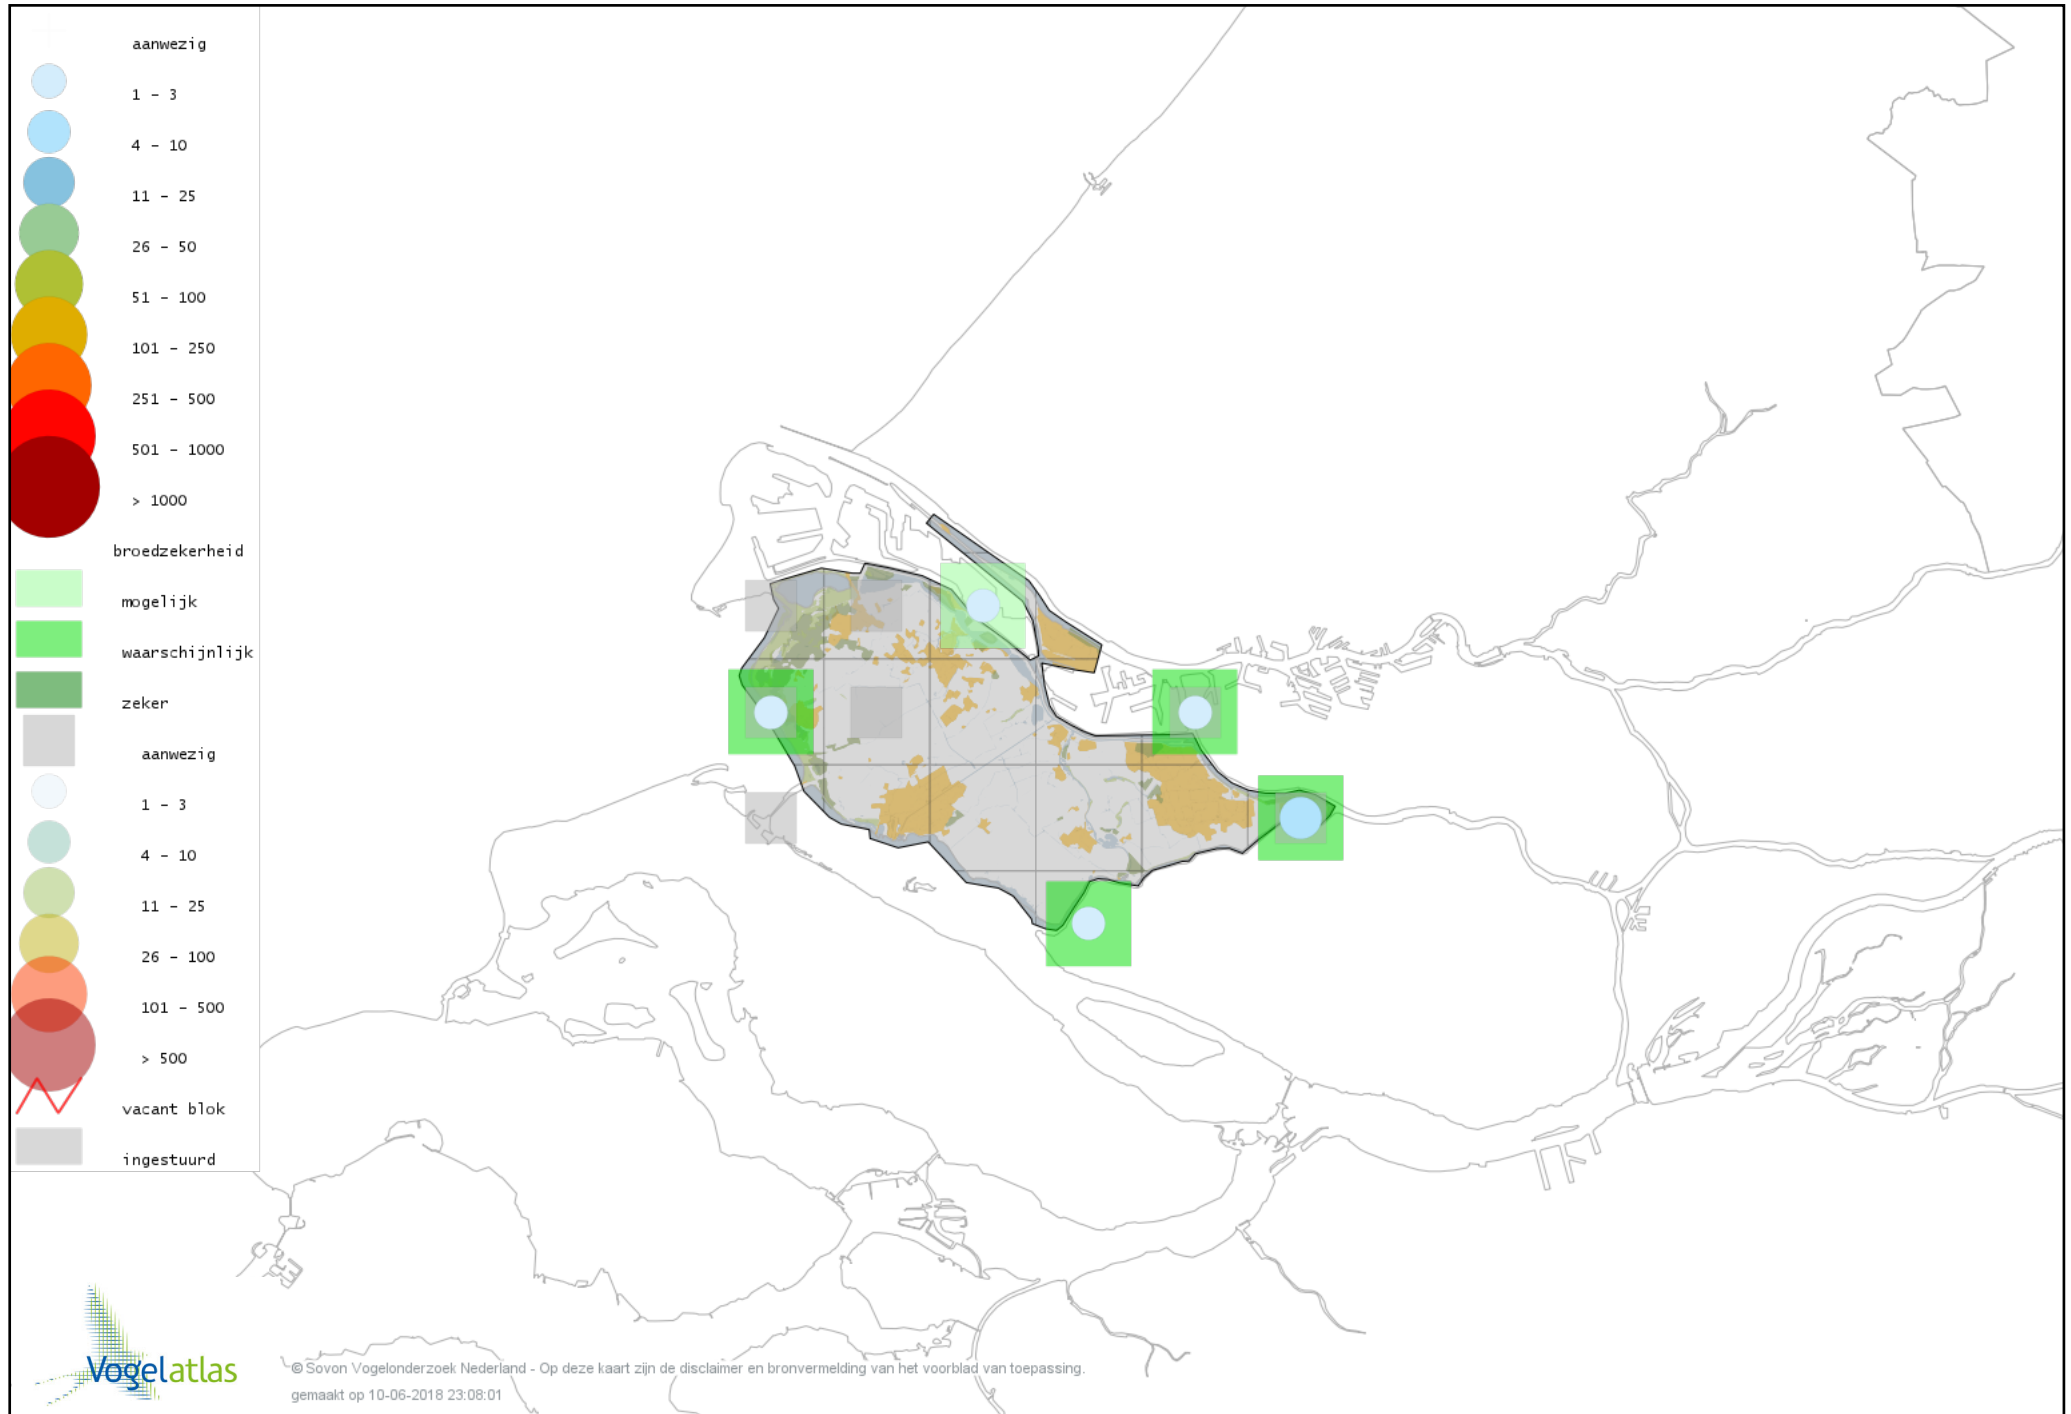 aanwezig
1 – 3
4 – 10
11 – 25
26 – 50
51 – 100
101 – 250
251 – 500
501 – 1000
> 1000
broedzekerheid
mogelijk
waarschijnlijk
zeker
aanwezig
1 – 3
4 – 10
11 – 25
26 – 100
101 – 500
> 500
vacant blok
ingestuurd
Vogelatlas
© Sovon Vogelonderzoek Nederland - Op deze kaart zijn de disclaimer en bronvermelding van het voorblad van toepassing.
gemaakt op 10-06-2018 23:08:01